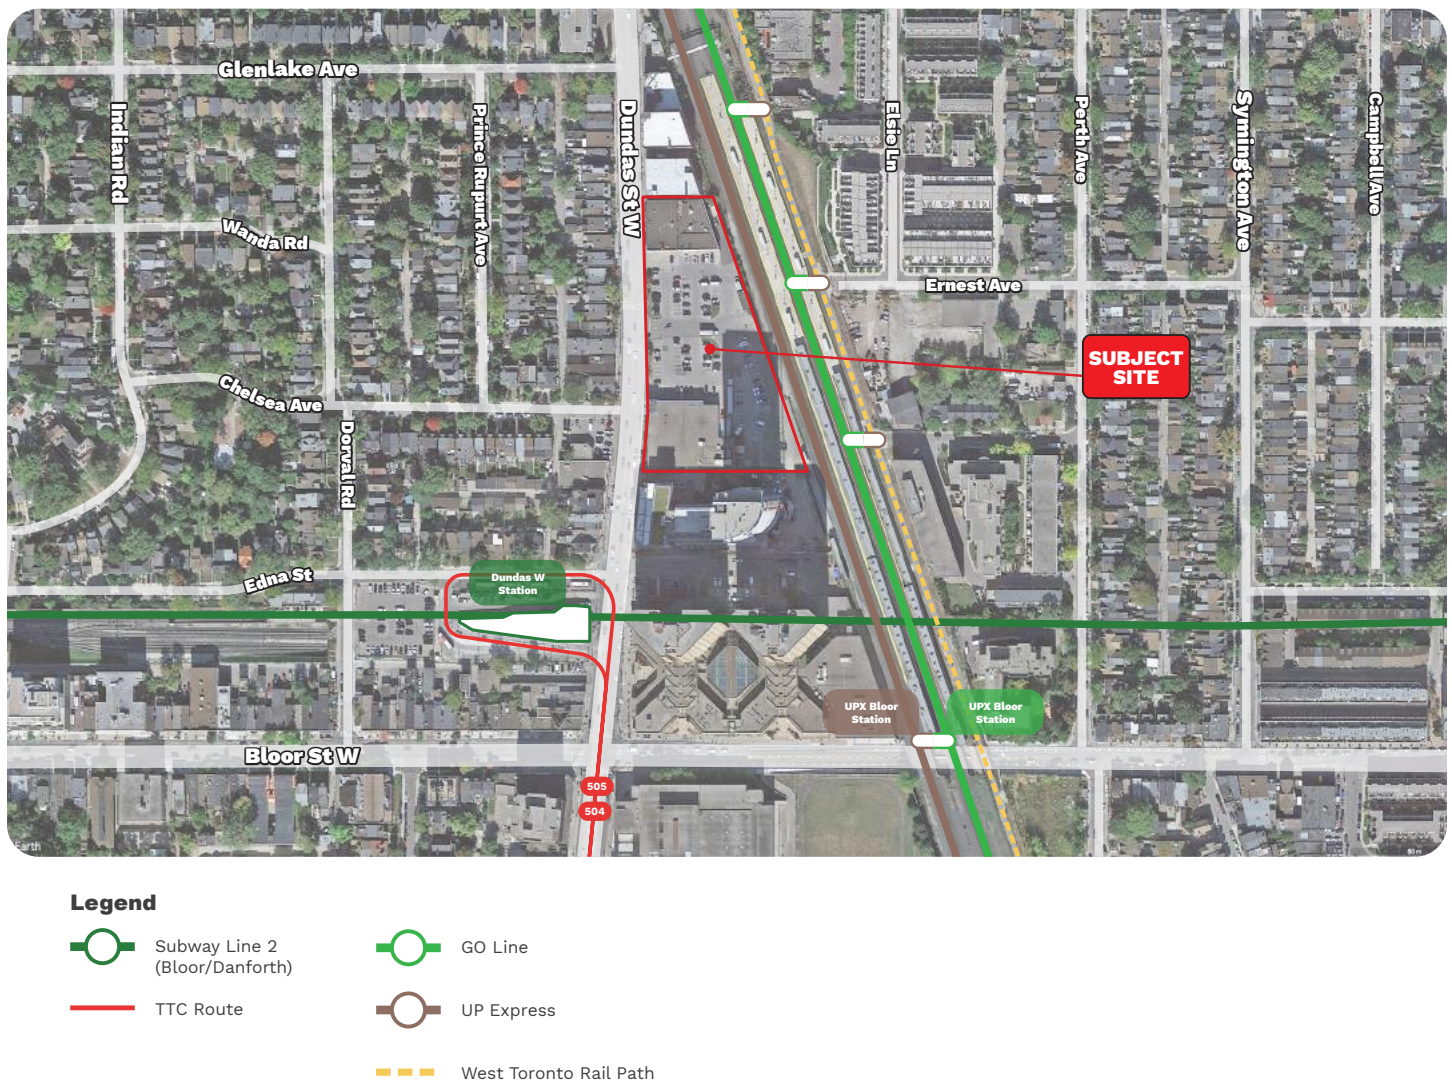 Glenlake Ave
Indian Rd
Prince Rupurt Ave
Dundas St W
Elsie Ln
Perth Ave
Symington Ave
Campbell Ave
Wanda Rd
Ernest Ave
SUBJECT
SITE
Chelsea Ave
Dorval Rd
Edna St
Dundas W
Station
UPX Bloor
Station
UPX Bloor
Station
Bloor St W
505
504
Earth
Legend
Subway Line 2
(Bloor/Danforth)
TTC Route
GO Line
UP Express
West Toronto Rail Path